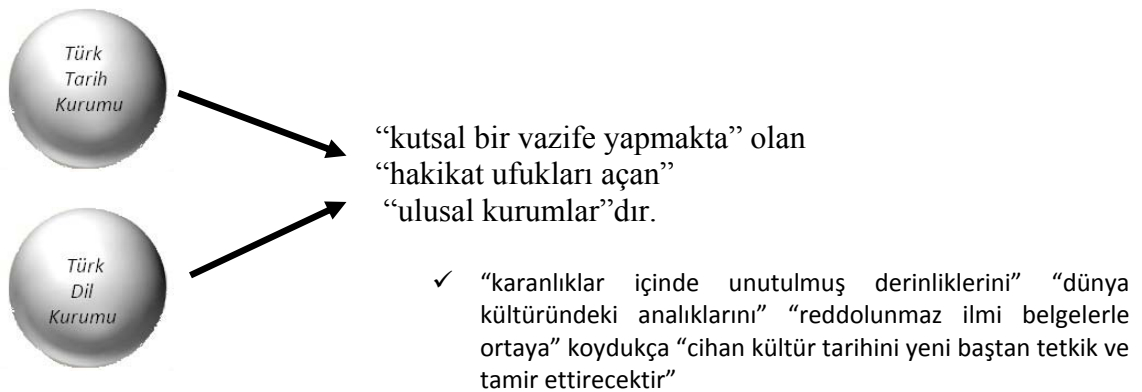 Türk
Tarih
Kurumu
“kutsal bir vazife yapmakta” olan
“hakikat ufukları açan”
“ulusal kurumlar”dır.
Türk
Dil
Kurumu
✓ “karanlıklar içinde unutulmuş derinliklerini” “dünya
kültüründeki analıklarını” “reddolunmaz ilmi belgelerle
ortaya” koydukça “cihan kültür tarihini yeni baştan tetkik ve
tamir ettirecektir”